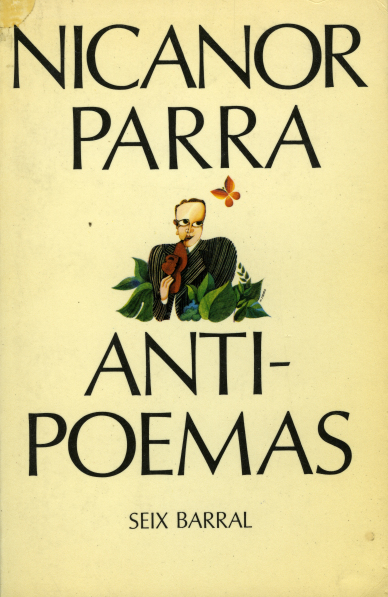 NICANOR
PARRA
ANTI-
POEMAS
SEIX BARRAL